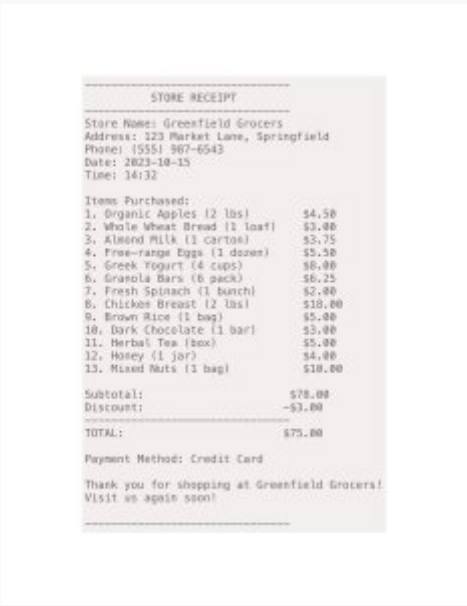 STORE RECEIPT
Store Name: Greenfield Grocers
Address: 123 Market Lane, Springfield
Phone: (555) 987-6543
Date: 2023-10-15
Time: 14:32
Items Purchased:
1. Organic Apples (2 lbs) $4.50
2. Whole Wheat Bread (1 loaf) $3.00
3. Almond Milk (1 carton) $3.75
4. Free-range Eggs (1 dozen) $5.50
5. Greek Yogurt (4 cups) $8.00
6. Granola Bars (6 pack) $6.25
7. Fresh Spinach (1 bunch) $2.00
8. Chicken Breast (2 lbs) $18.00
9. Brown Rice (1 bag) $5.00
10. Dark Chocolate (1 bar) $3.00
11. Herbal Tea (box) $5.00
12. Honey (1 jar) $4.00
13. Mixed Nuts (1 bag) $10.00
Subtotal: $78.00
Discount: -$3.00
TOTAL: $75.00
Payment Method: Credit Card
Thank you for shopping at Greenfield Grocers!
Visit us again soon!